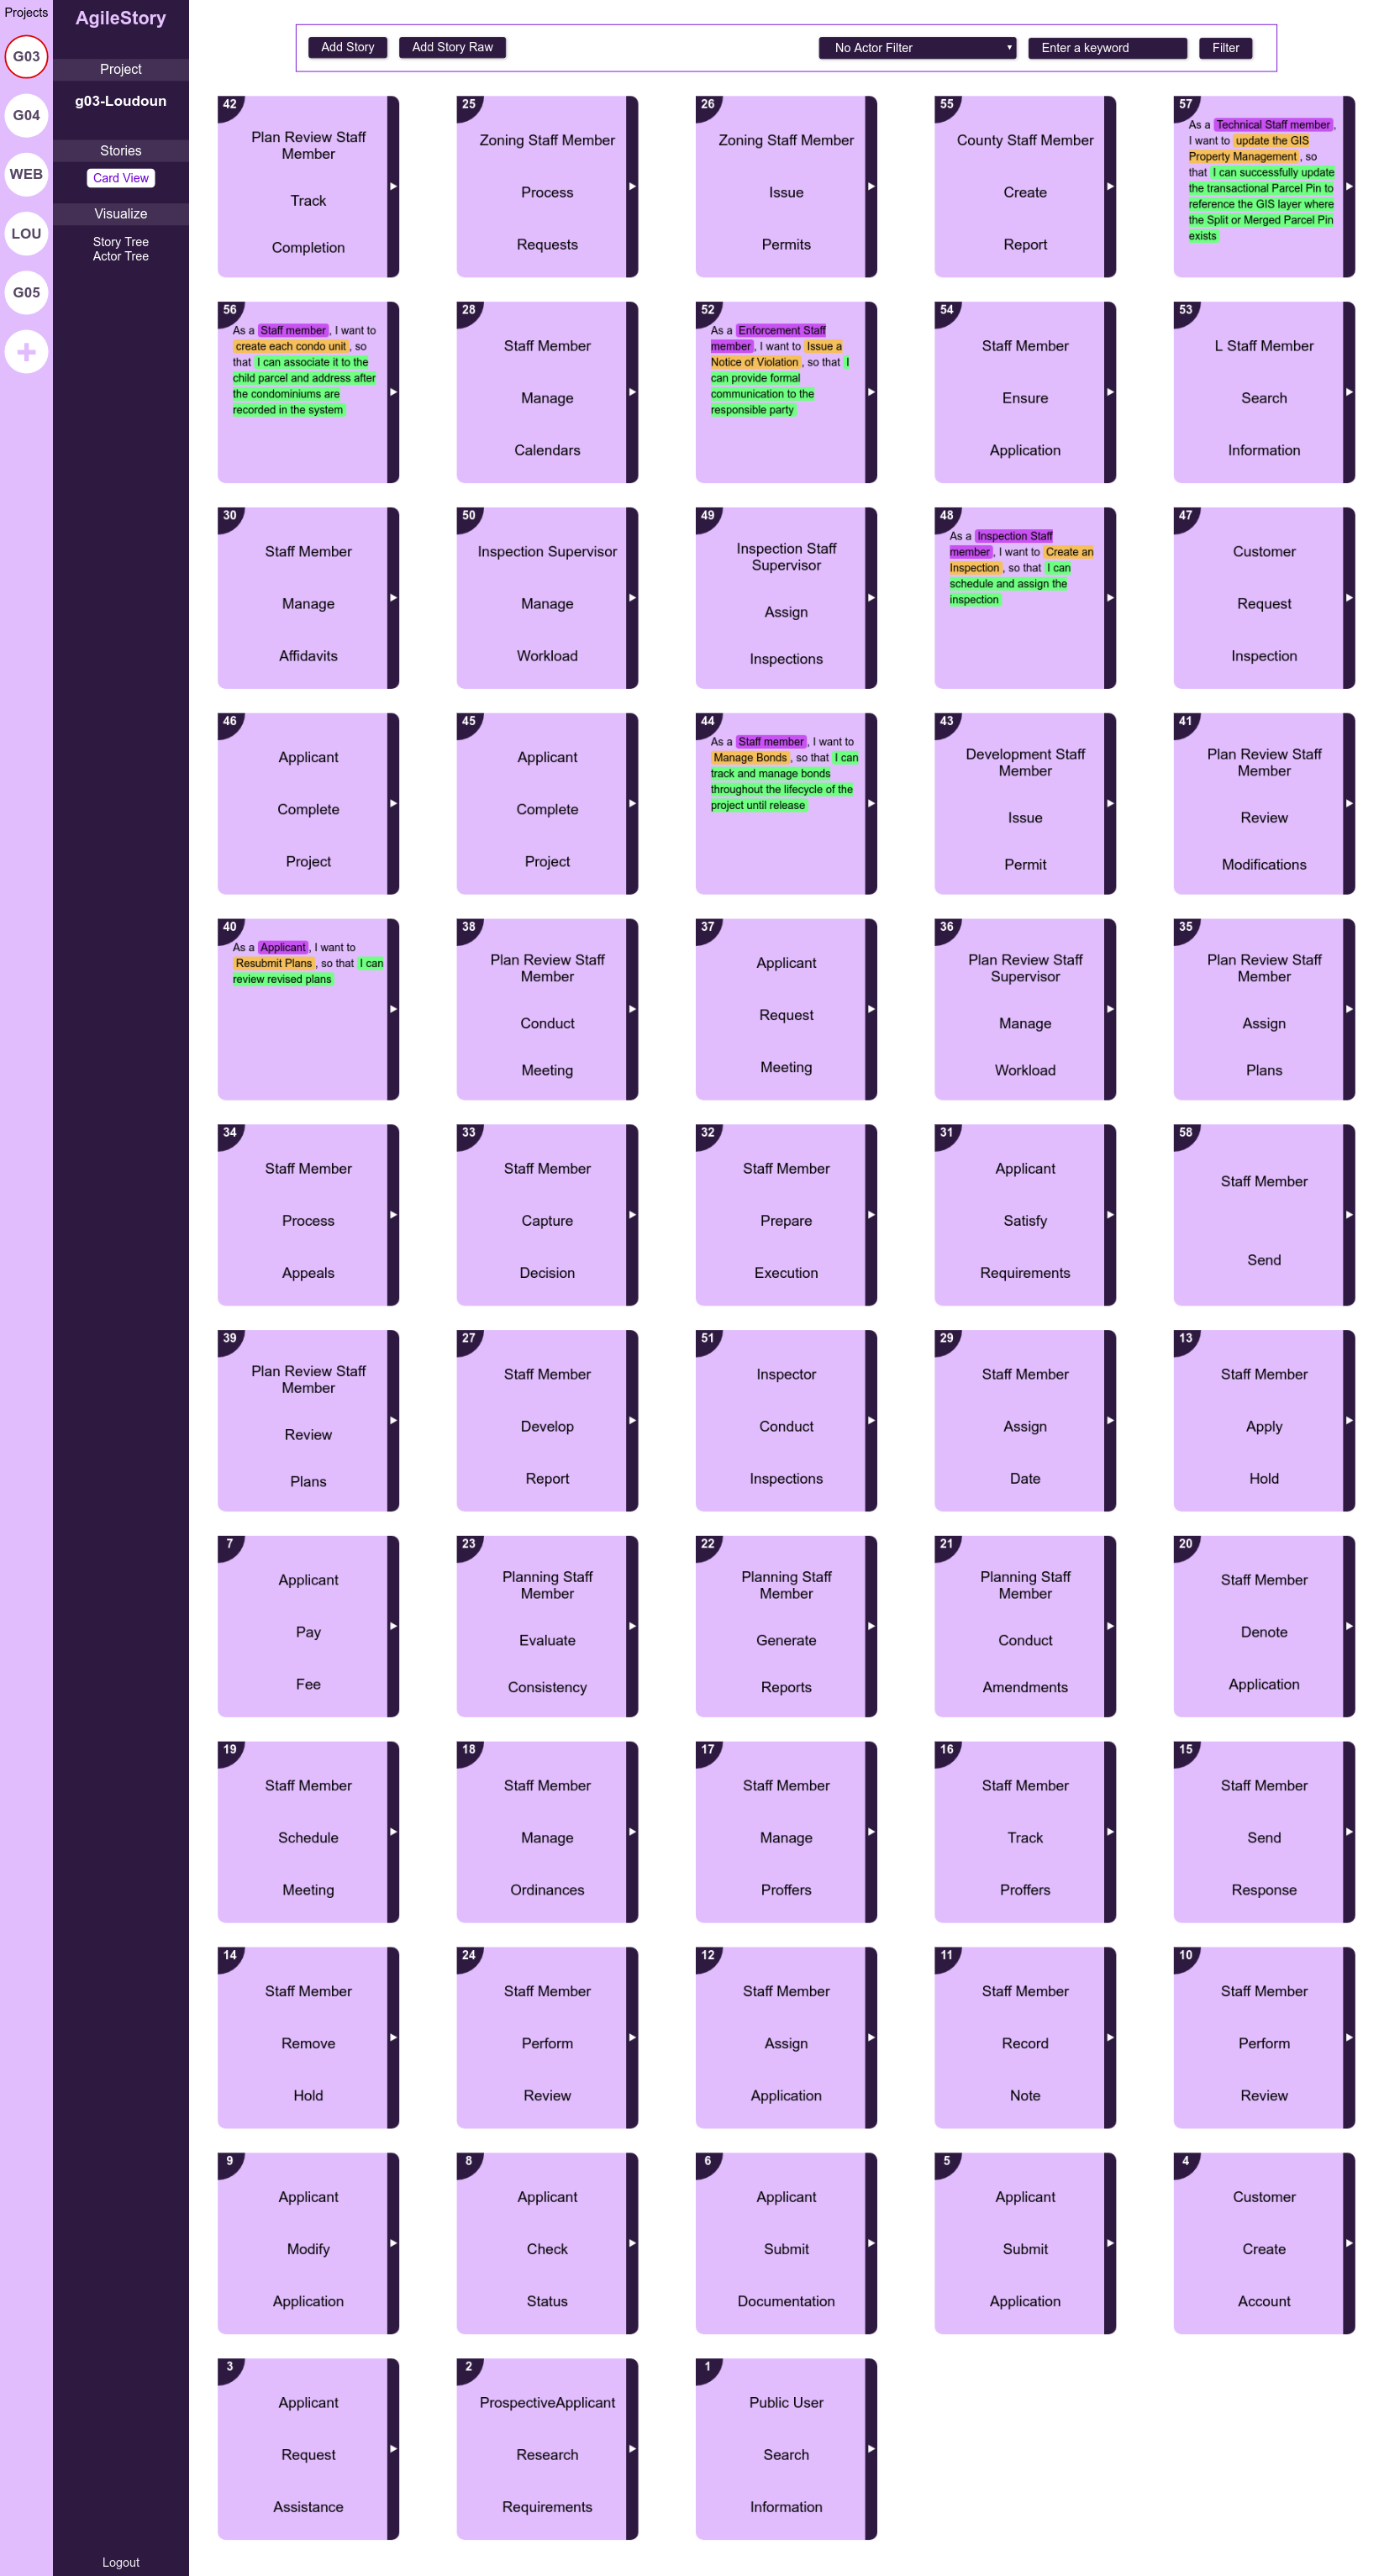 Projects
G03
G04
WEB
LOU
G05
AgileStory
Project
g03-Loudoun
Stories
Card View
Visualize
Story Tree
Actor Tree
Logout
Add Story
Add Story Raw
No Actor Filter
Enter a keyword
Filter
42
Plan Review Staff
Member
Track
Completion
25
Zoning Staff Member
Process
Requests
26
Zoning Staff Member
Issue
Permits
55
County Staff Member
Create
Report
57
As a Technical Staff member,
I want to update the GIS
Property Management, so
that I can successfully update
the transactional Parcel Pin to
reference the GIS layer where
the Split or Merged Parcel Pin
exists
56
As a Staff member, I want to
create each condo unit, so
that I can associate it to the
child parcel and address after
the condominiums are
recorded in the system
28
Staff Member
Manage
Calendars
52
As a Enforcement Staff
member, I want to Issue a
Notice of Violation, so that I
can provide formal
communication to the
responsible party
54
Staff Member
Ensure
Application
53
L Staff Member
Search
Information
30
Staff Member
Manage
Affidavits
50
Inspection Supervisor
Manage
Workload
49
Inspection Staff
Supervisor
Assign
Inspections
48
As a Inspection Staff
member, I want to Create an
Inspection, so that I can
schedule and assign the
inspection
47
Customer
Request
Inspection
46
Applicant
Complete
Project
45
Applicant
Complete
Project
44
As a Staff member, I want to
Manage Bonds, so that I can
track and manage bonds
throughout the lifecycle of the
project until release
43
Development Staff
Member
Issue
Permit
41
Plan Review Staff
Member
Review
Modifications
40
As a Applicant, I want to
Resubmit Plans, so that I can
review revised plans
38
Plan Review Staff
Member
Conduct
Meeting
37
Applicant
Request
Meeting
36
Plan Review Staff
Supervisor
Manage
Workload
35
Plan Review Staff
Member
Assign
Plans
34
Staff Member
Process
Appeals
33
Staff Member
Capture
Decision
32
Staff Member
Prepare
Execution
31
Applicant
Satisfy
Requirements
58
Staff Member
Send
39
Plan Review Staff
Member
Review
Plans
27
Staff Member
Develop
Report
51
Inspector
Conduct
Inspections
29
Staff Member
Assign
Date
13
Staff Member
Apply
Hold
7
Applicant
Pay
Fee
23
Planning Staff
Member
Evaluate
Consistency
22
Planning Staff
Member
Generate
Reports
21
Planning Staff
Member
Conduct
Amendments
20
Staff Member
Denote
Application
19
Staff Member
Schedule
Meeting
18
Staff Member
Manage
Ordinances
17
Staff Member
Manage
Proffers
16
Staff Member
Track
Proffers
15
Staff Member
Send
Response
14
Staff Member
Remove
Hold
24
Staff Member
Perform
Review
12
Staff Member
Assign
Application
11
Staff Member
Record
Note
10
Staff Member
Perform
Review
9
Applicant
Modify
Application
8
Applicant
Check
Status
6
Applicant
Submit
Documentation
5
Applicant
Submit
Application
4
Customer
Create
Account
3
Applicant
Request
Assistance
2
ProspectiveApplicant
Research
Requirements
1
Public User
Search
Information